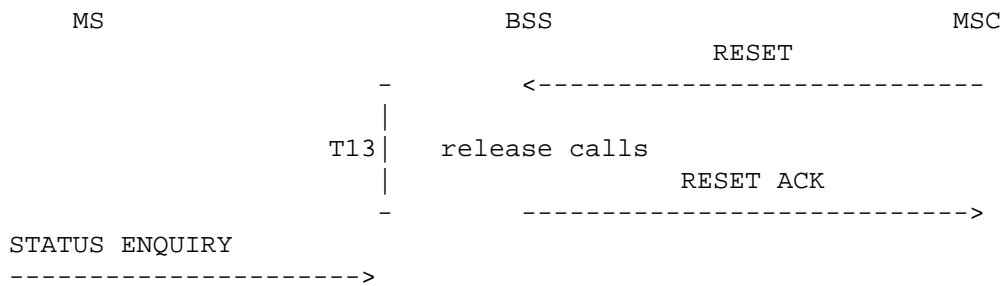 MS BSS MSC
RESET
T13 release calls
RESET ACK
STATUS ENQUIRY